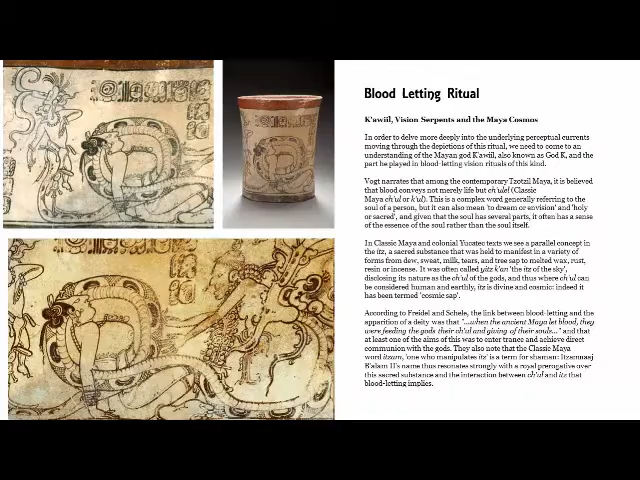 Blood Letting Ritual
K'awiil, Vision Serpents and the Maya Cosmos
In order to delve more deeply into the underlying perceptual currents
moving through the depictions of this ritual, we need to come to an
understanding of the Mayan god K'awiil, also known as God K, and the
part he played in blood-letting vision rituals of this kind.
Vogt narrates that among the contemporary Tzotzil Maya, it is believed
that blood conveys not merely life but ch'ulel (Classic
Maya ch'ul or k'ul). This is a complex word generally referring to the
soul of a person, but it can also mean 'to dream or envision' and 'holy
or sacred', and given that the soul has several parts, it often has a sense
of the essence of the soul rather than the soul itself.
In Classic Maya and colonial Yucatec texts we see a parallel concept in
the itz, a sacred substance that was held to manifest in a variety of
forms from dew, sweat, milk, tears, and tree sap to melted wax, rust,
resin or incense. It was often called yitz k'an 'the itz of the sky',
disclosing its nature as the ch'ul of the gods, and thus where ch'ul can
be considered human and earthly, itz is divine and cosmic: indeed it
has been termed 'cosmic sap'.
According to Freidel and Schele, the link between blood-letting and the
apparition of a deity was that '...when the ancient Maya let blood, they
were feeding the gods their ch'ul and giving of their souls...' and that
at least one of the aims of this was to enter trance and achieve direct
communion with the gods. They also note that the Classic Maya
word itzam, 'one who manipulates itz' is a term for shaman: Itzamnaaj
B'alam II's name thus resonates strongly with a royal prerogative over
this sacred substance and the interaction between ch'ul and itz that
blood-letting implies.